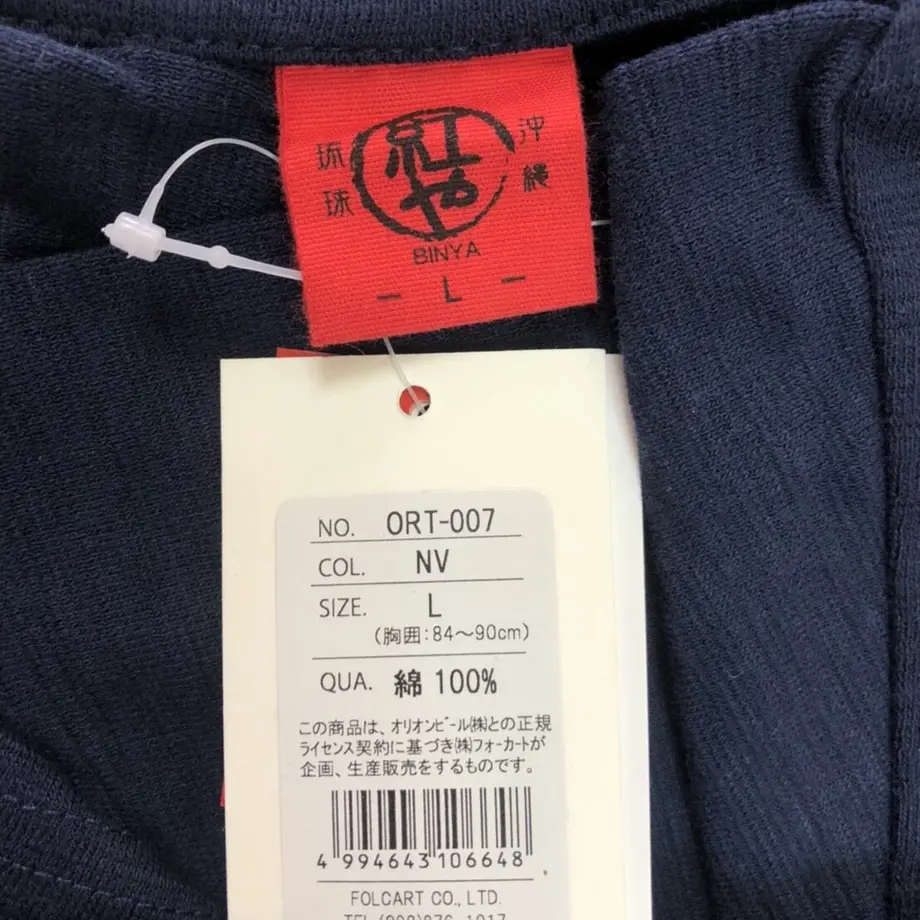 琉球
紅や
沖縄
BINYA
- L -
NO. ORT-007
COL. NV
SIZE. L
(胸囲:84～90cm)
QUA. 綿 100%
この商品は、オリオンビール㈱との正規
ライセンス契約に基づき㈱フォーカートが
企画、生産販売をするものです。
4 994643 106648
FOLCART CO., LTD.